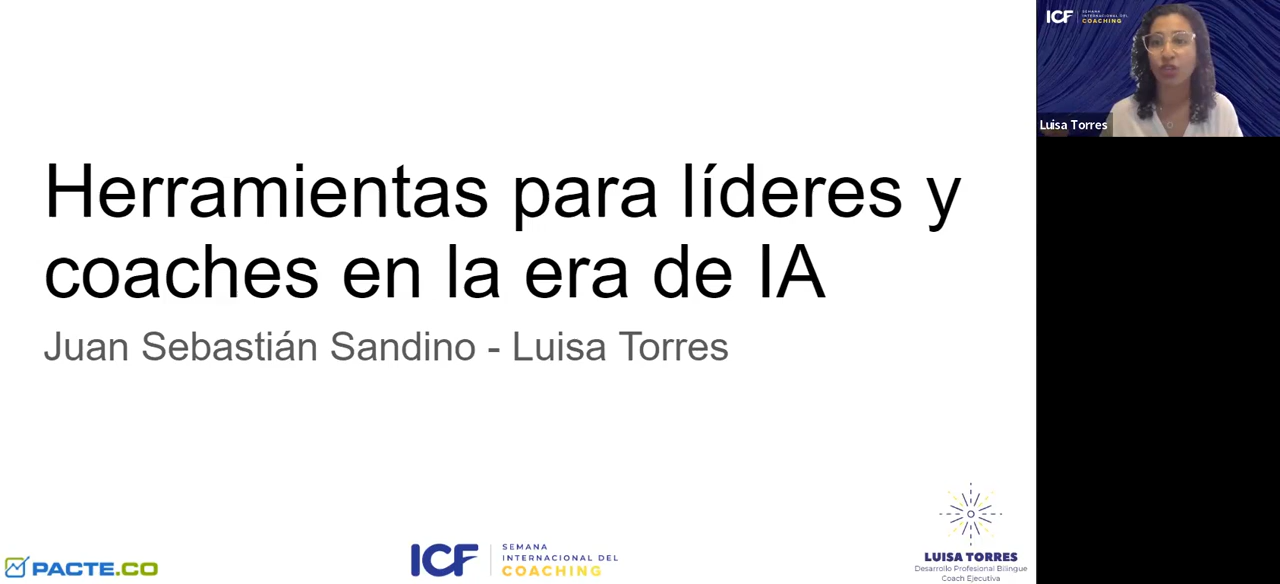 Herramientas para líderes y
coaches en la era de IA
Juan Sebastián Sandino - Luisa Torres
PACTE.CO
ICF
SEMANA
INTERNACIONAL DEL
COACHING
LUISA TORRES
Desarrollo Profesional Bilingue
Coach Ejecutiva
ICF
SEMANA
INTERNACIONAL DEL
COACHING
Luisa Torres